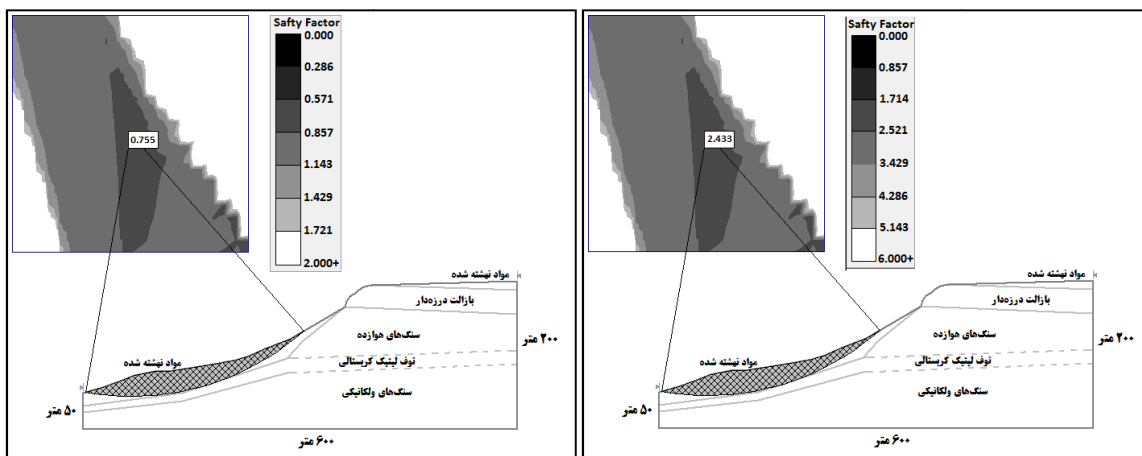 Safty Factor
0.000
0.286
0.571
0.857
1.143
1.429
1.721
2.000+
0.755
مواد نهشته شده
بازالت درزه‌دار
سنگ‌های هوازده
توف لیتیک کریستالی
سنگ‌های ولکانیکی
مواد نهشته شده
۲۰۰ متر
۵۰ متر
۶۰۰ متر
Safty Factor
0.000
0.857
1.714
2.521
3.429
4.286
5.143
6.000+
2.433
مواد نهشته شده
بازالت درزه‌دار
سنگ‌های هوازده
توف لیتیک کریستالی
سنگ‌های ولکانیکی
مواد نهشته شده
۲۰۰ متر
۵۰ متر
۶۰۰ متر